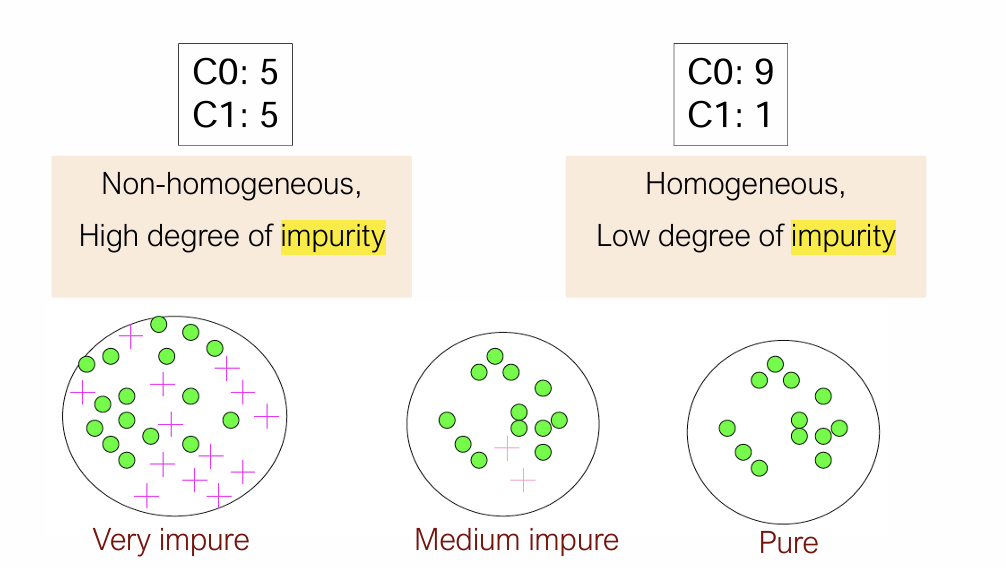 C0: 5
C1: 5
C0: 9
C1: 1
Non-homogeneous,
High degree of impurity
Homogeneous,
Low degree of impurity
Very impure
Medium impure
Pure